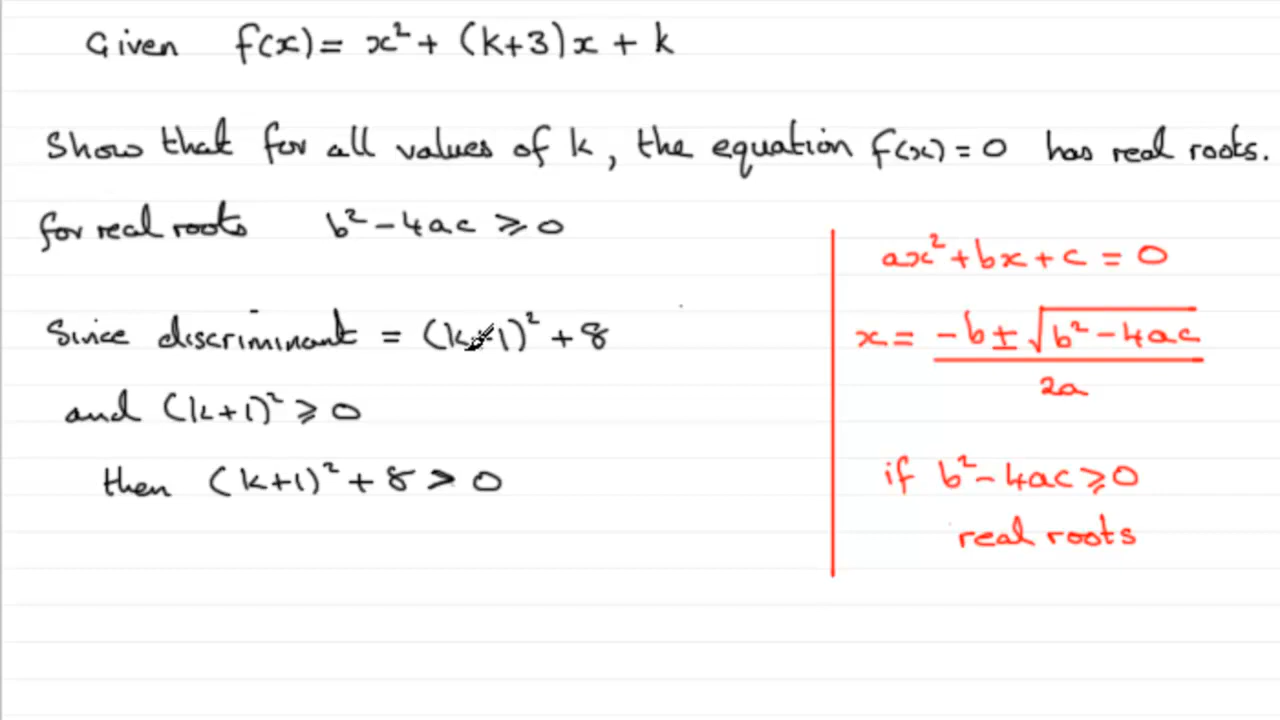 Given f(x) = x² + (k+3)x + k
Show that for all values of k, the equation f(x) = 0 has real roots.
for real roots b² - 4ac ⩾ 0
Since discriminant = (k+1)² + 8
and (k+1)² ⩾ 0
then (k+1)² + 8 > 0
ax² + bx + c = 0
x = (-b ± √(b² - 4ac)) / 2a
if b² - 4ac ⩾ 0
real roots